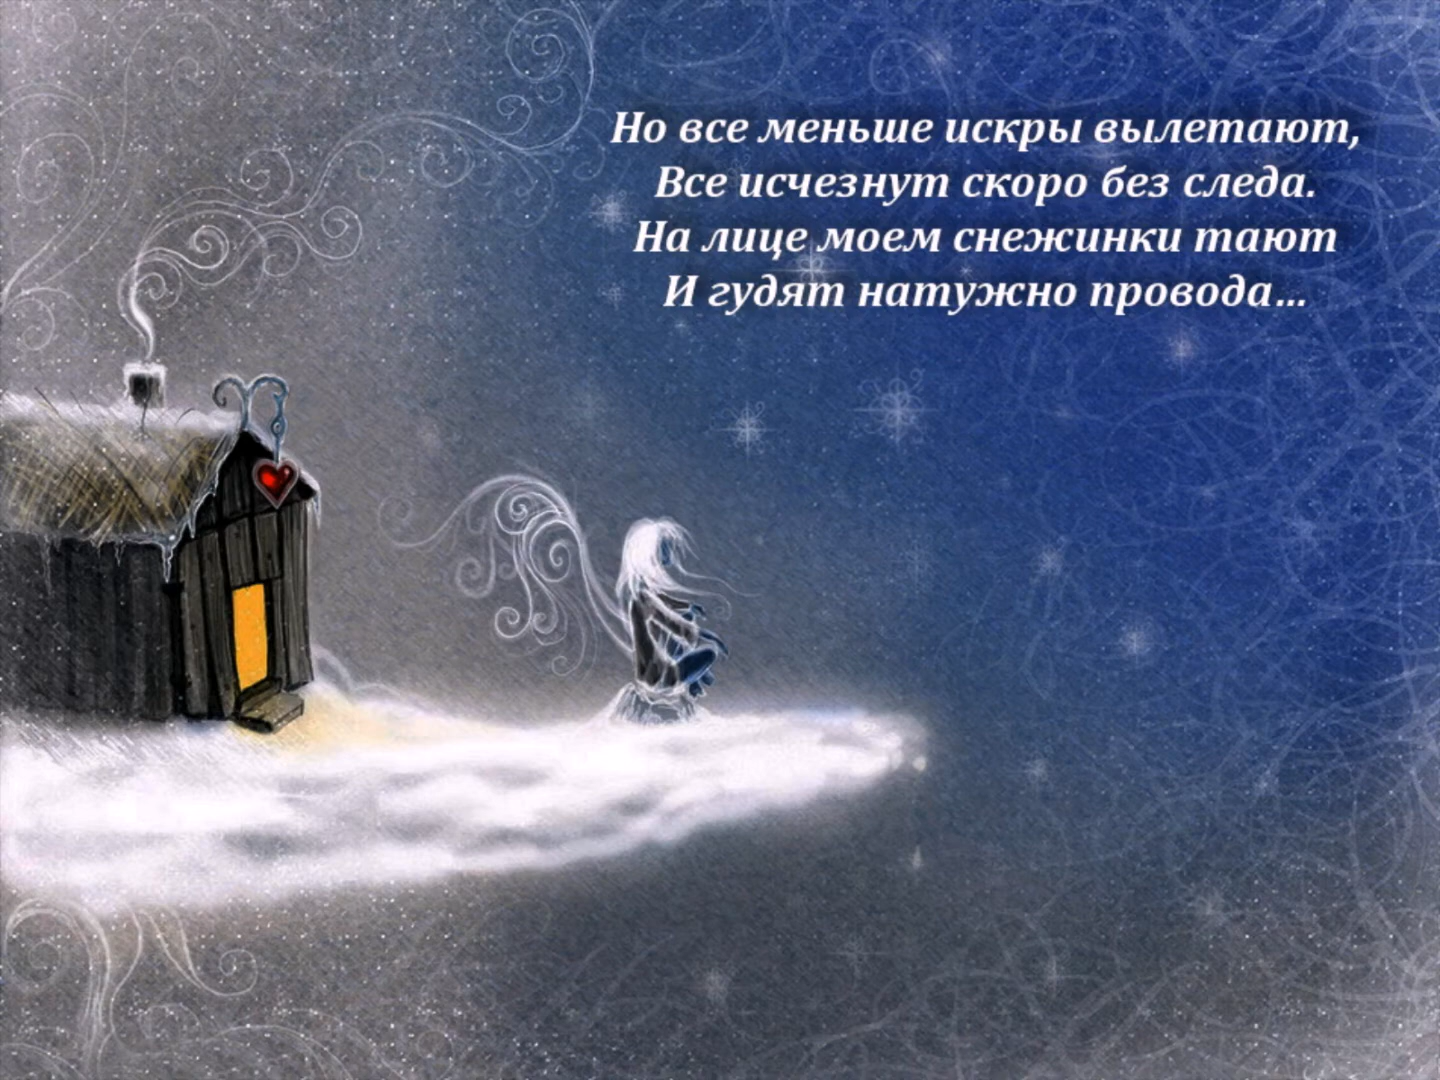 Но все меньше искры вылетают,
Все исчезнут скоро без следа.
На лице моем снежинки тают
И гудят натужно провода...